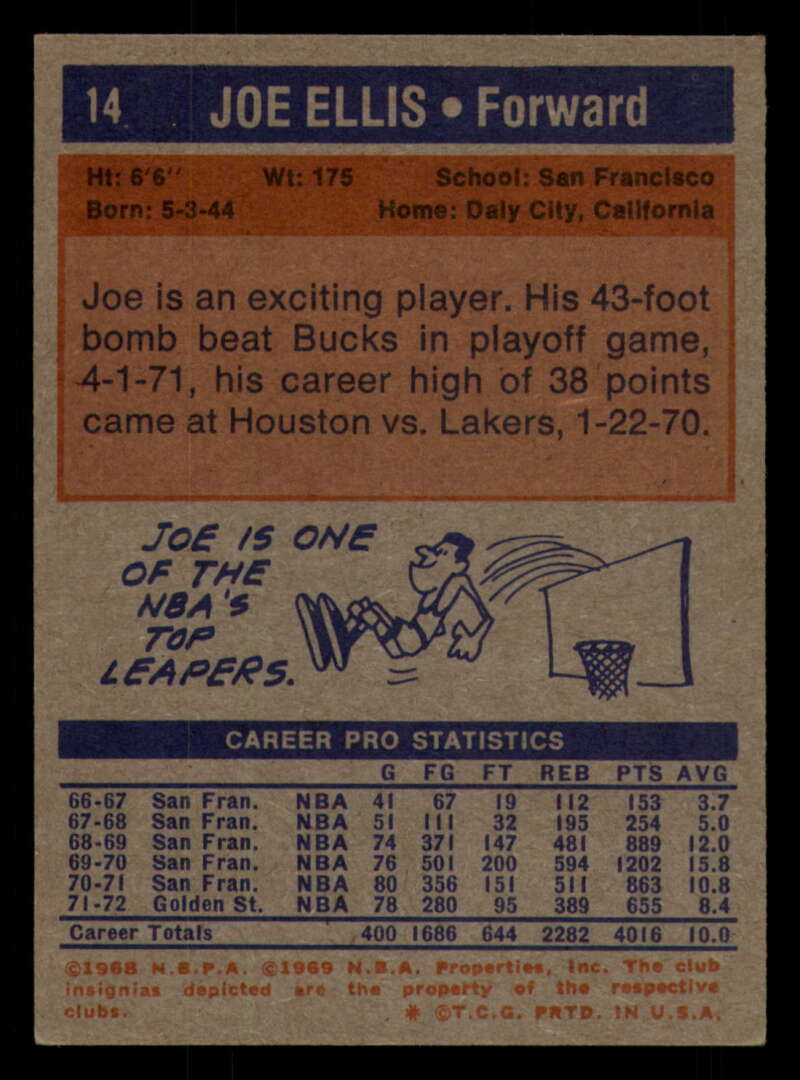 14 JOE ELLIS • Forward
Ht: 6'6" Wt: 175 School: San Francisco
Born: 5-3-44 Home: Daly City, California
Joe is an exciting player. His 43-foot
bomb beat Bucks in playoff game,
4-1-71, his career high of 38 points
came at Houston vs. Lakers, 1-22-70.
JOE IS ONE
OF THE
NBA'S
TOP
LEAPERS.
CAREER PRO STATISTICS
G FG FT REB PTS AVG
66-67 San Fran. NBA 41 67 19 112 153 3.7
67-68 San Fran. NBA 51 111 32 195 254 5.0
68-69 San Fran. NBA 74 371 147 481 889 12.0
69-70 San Fran. NBA 76 501 200 594 1202 15.8
70-71 San Fran. NBA 80 356 151 511 863 10.8
71-72 Golden St. NBA 78 280 95 389 655 8.4
Career Totals 400 1686 644 2282 4016 10.0
©1968 N.B.P.A. ©1969 N.B.A. Properties, Inc. The club
insignias depicted are the property of the respective
clubs. * ©T.C.G. PRTD. IN U.S.A.